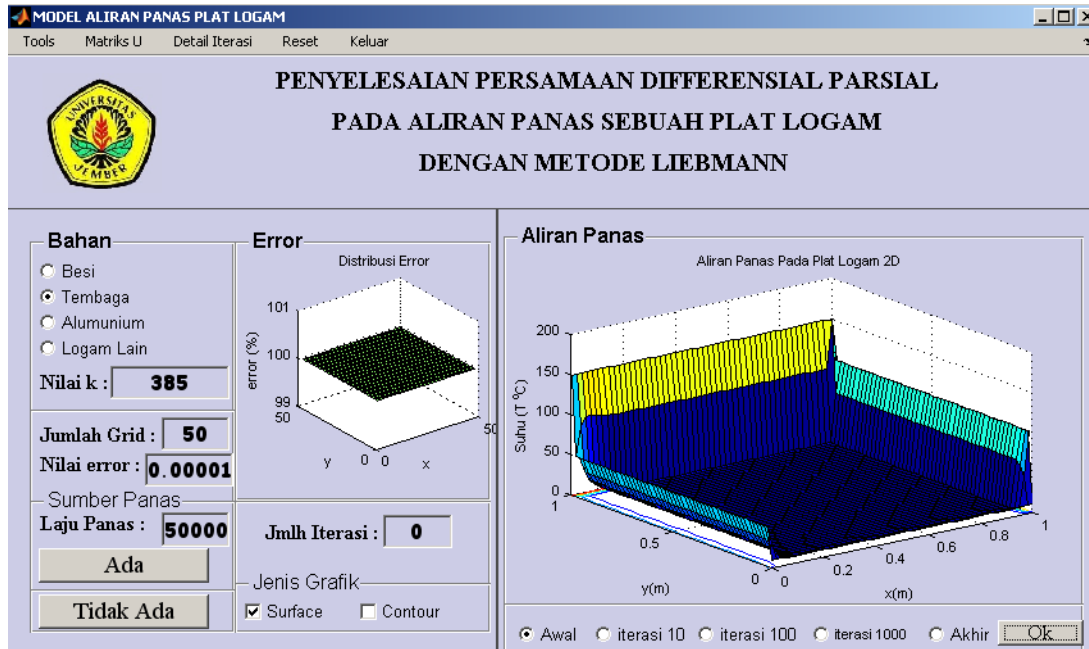 MODEL ALIRAN PANAS PLAT LOGAM
Tools Matriks U Detail Iterasi Reset Keluar
UNIVERSITAS
JEMBER
PENYELESAIAN PERSAMAAN DIFFERENSIAL PARSIAL
PADA ALIRAN PANAS SEBUAH PLAT LOGAM
DENGAN METODE LIEBMANN
Bahan
Besi
Tembaga
Alumunium
Logam Lain
Nilai k : 385
Jumlah Grid : 50
Nilai error : 0.00001
Sumber Panas
Laju Panas : 50000
Ada
Tidak Ada
Error
Distribusi Error
101
100
99
error (%)
50
y
0 0
x
50
Jmlh Iterasi : 0
Jenis Grafik
Surface Contour
Aliran Panas
Aliran Panas Pada Plat Logam 2D
200
150
100
50
0
Suhu (T °C)
1
0.5
0
y(m)
0
0.2
0.4
0.6
0.8
1
x(m)
Awal iterasi 10 iterasi 100 iterasi 1000 Akhir Ok